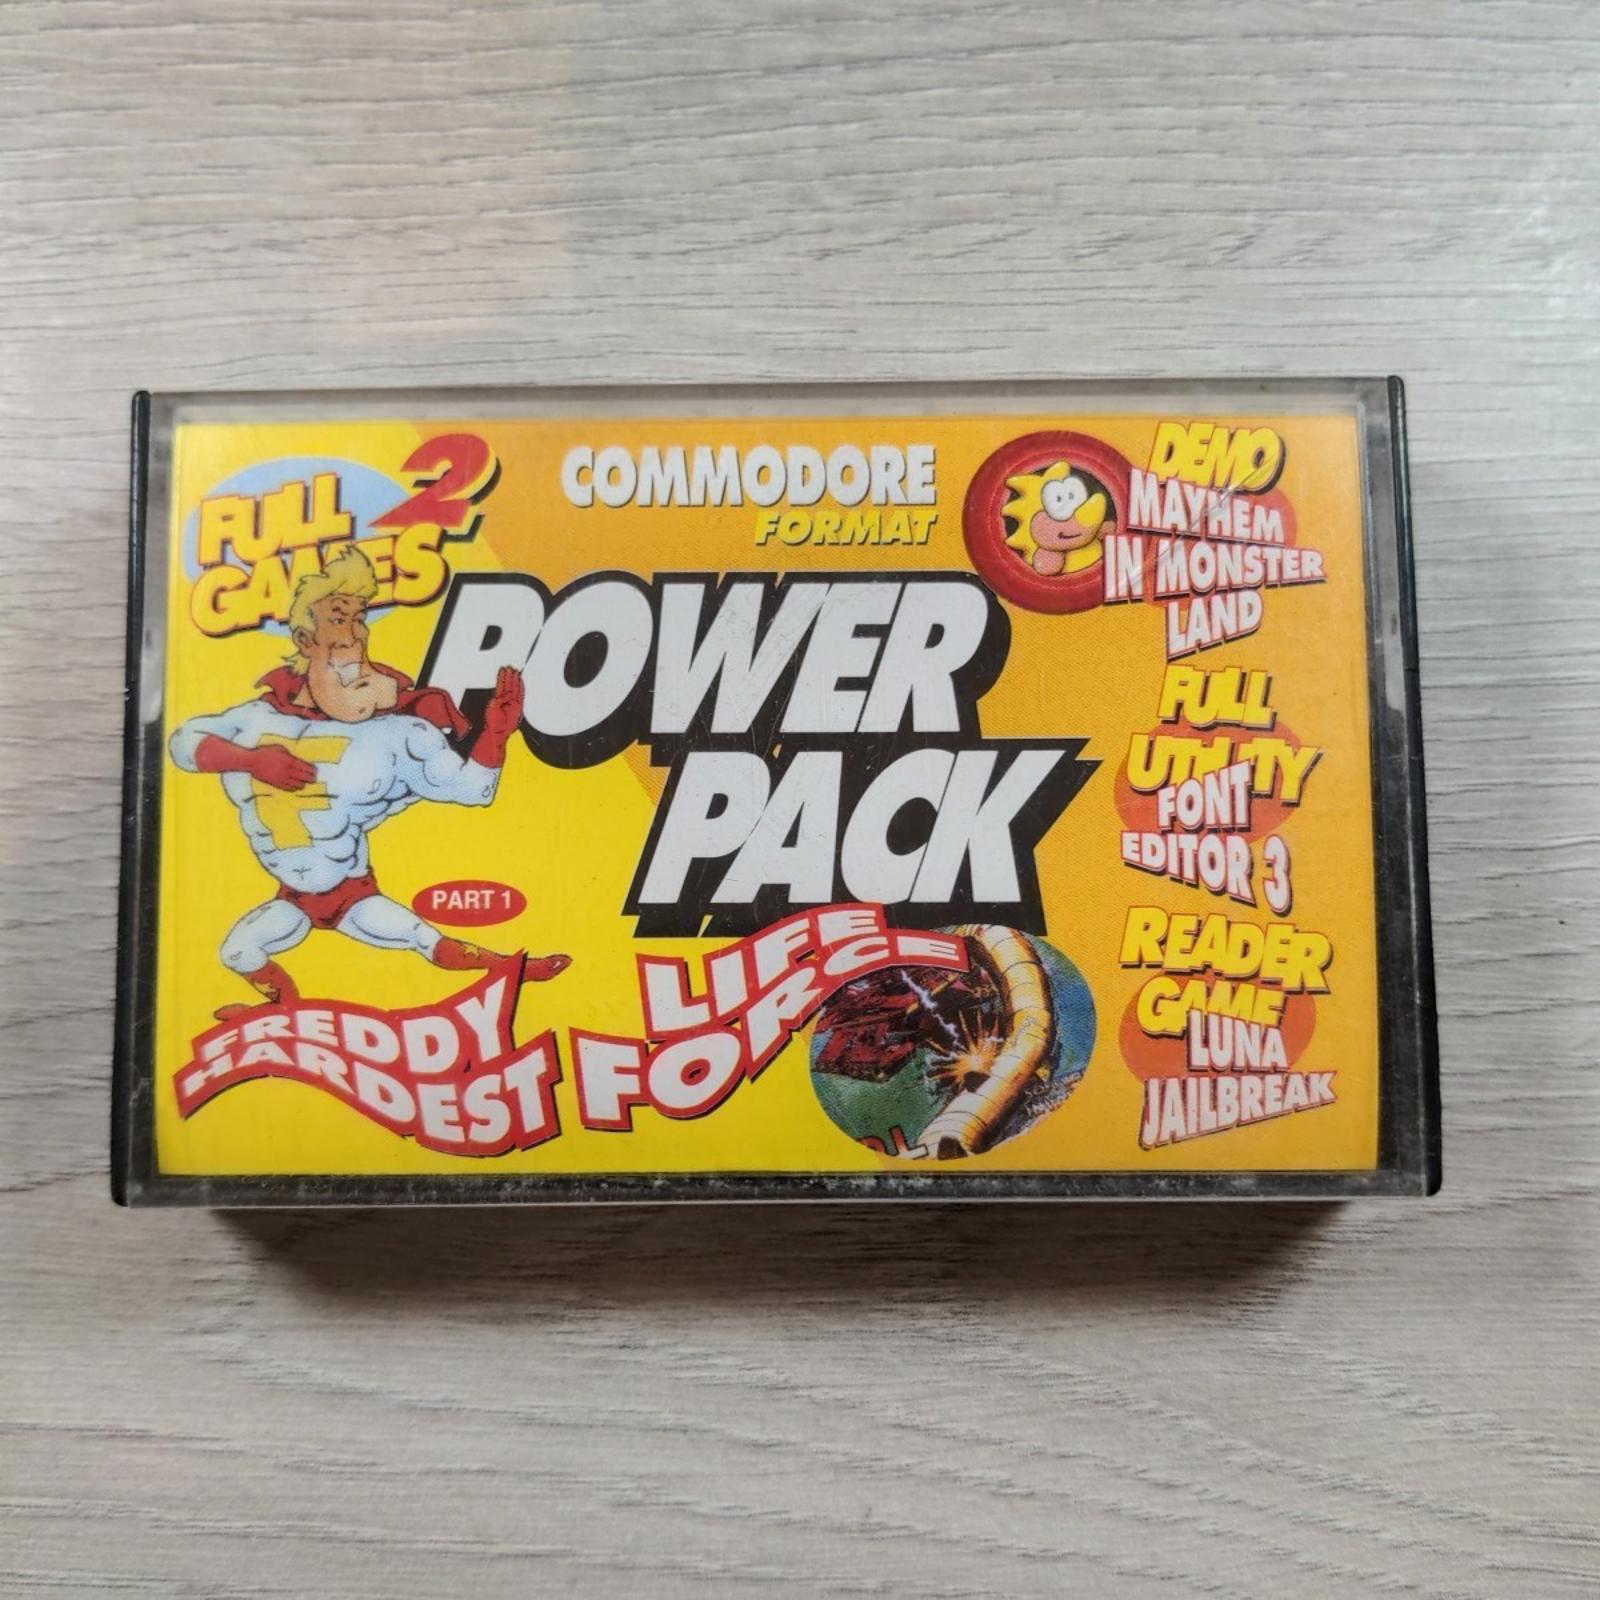 2
FULL
GAMES
COMMODORE
FORMAT
POWER
PACK
F
PART 1
FREDDY
HARDEST
LIFE
FORCE
DEMO
MAYHEM
IN MONSTER
LAND
FULL
UTILITY
FONT
EDITOR 3
READER
GAME
LUNA
JAILBREAK